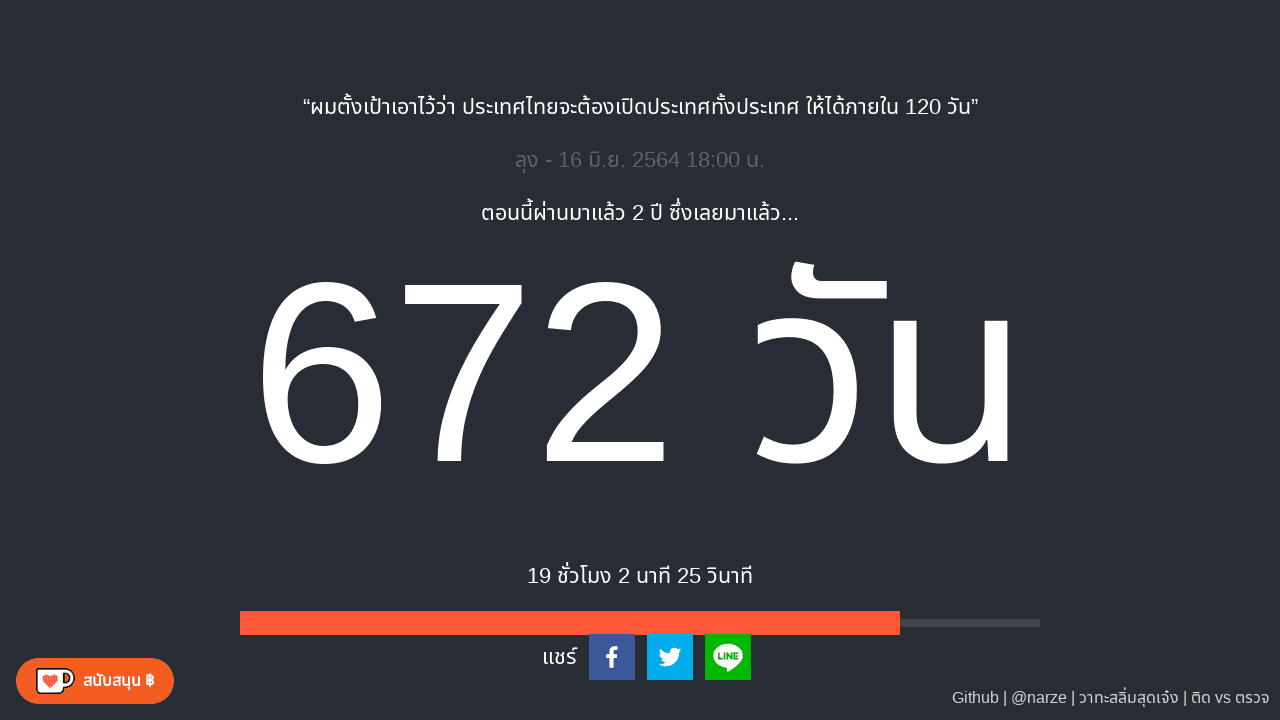 “ผมตั้งเป้าเอาไว้ว่า ประเทศไทยจะต้องเปิดประเทศทั้งประเทศ ให้ได้ภายใน 120 วัน”
ลุง - 16 มิ.ย. 2564 18:00 น.
ตอนนี้ผ่านมาแล้ว 2 ปี ซึ่งเลยมาแล้ว...
672 วัน
19 ชั่วโมง 2 นาที 25 วินาที
แชร์
LINE
สนับสนุน ฿
Github | @narze | วาทะสลิ่มสุดเจ๋ง | ติด vs ตรวจ